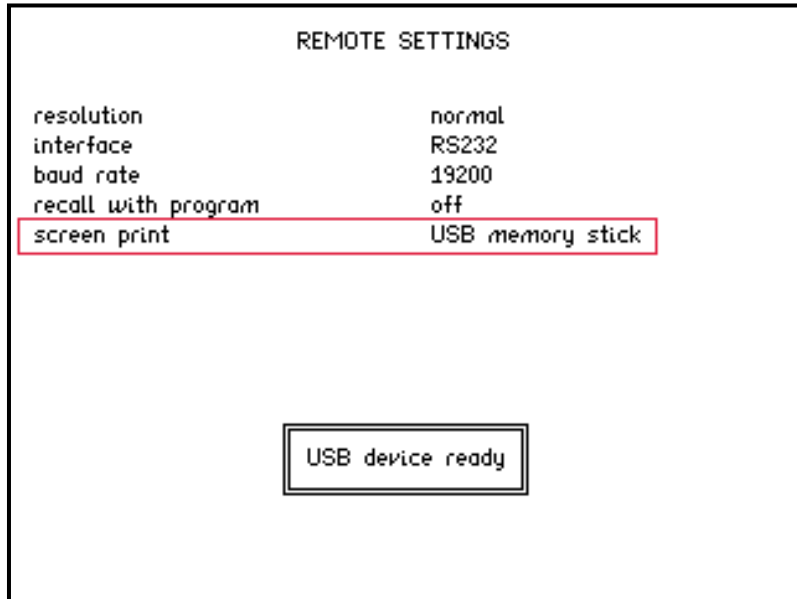 REMOTE SETTINGS
resolution normal
interface RS232
baud rate 19200
recall with program off
screen print USB memory stick
USB device ready